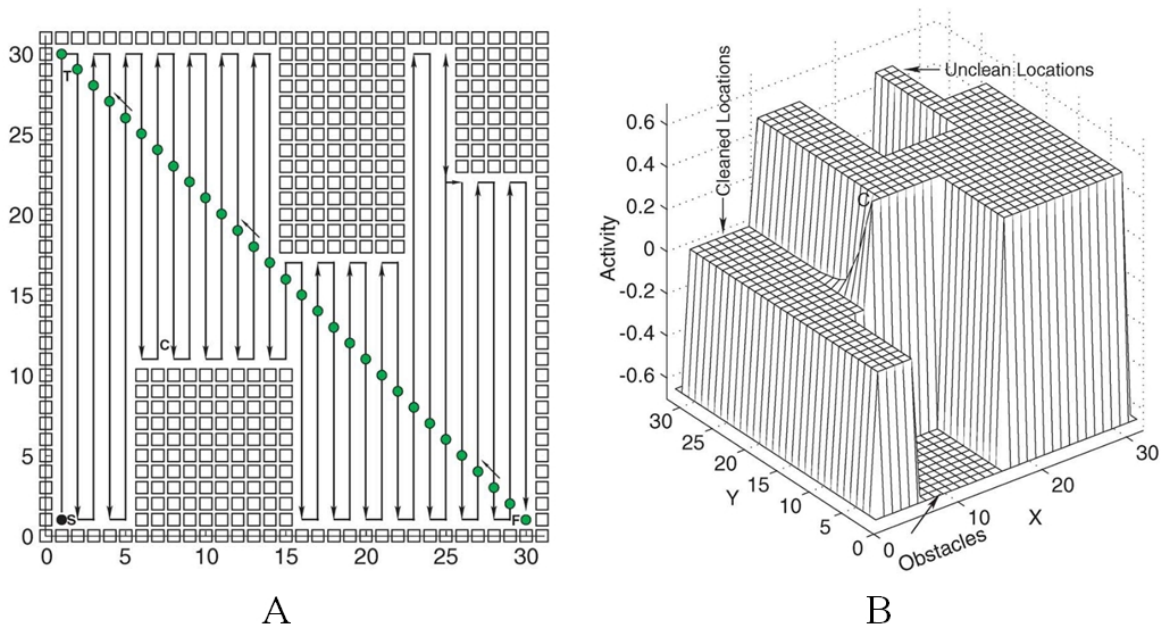 30
25
20
15
10
5
0
0 5 10 15 20 25 30
T
C
S
F
A
Unclean Locations
Cleaned Locations
C
Activity
0.6
0.4
0.2
0
-0.2
-0.4
-0.6
30 25 20 15 10 5 0
Y
0 10 20 30
X
Obstacles
B